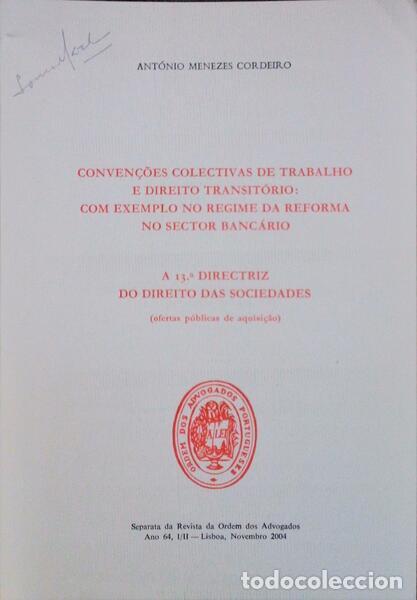 ANTÓNIO MENEZES CORDEIRO
CONVENÇÕES COLECTIVAS DE TRABALHO
E DIREITO TRANSITÓRIO:
COM EXEMPLO NO REGIME DA REFORMA
NO SECTOR BANCÁRIO
A 13.ª DIRECTRIZ
DO DIREITO DAS SOCIEDADES
(ofertas públicas de aquisição)
ORDEM DOS ADVOGADOS PORTUGUESES
A LEI
Separata da Revista da Ordem dos Advogados
Ano 64, I/II — Lisboa, Novembro 2004
todocoleccion.net